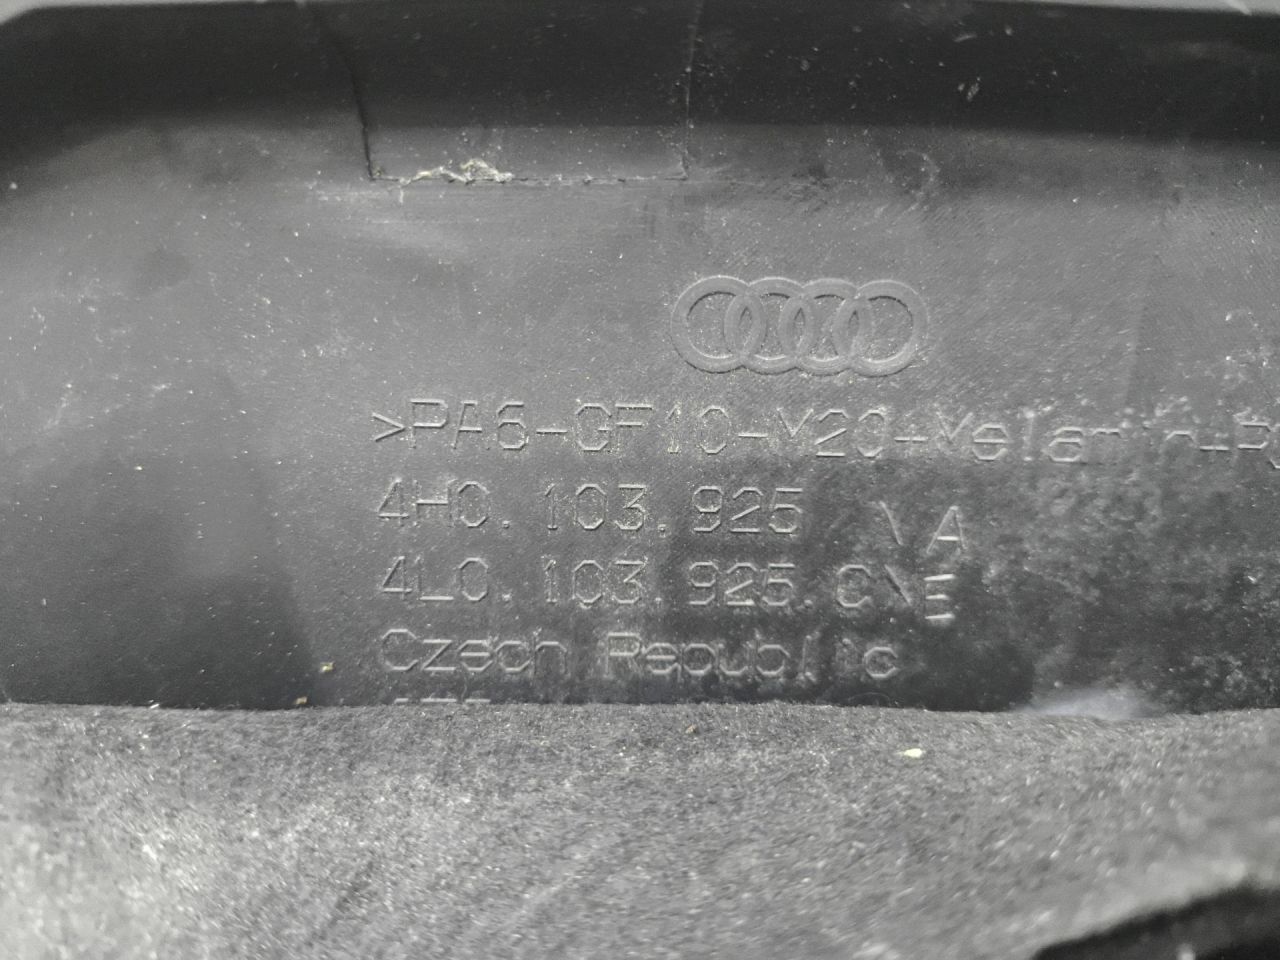 >PA6-GF10-M20+Melamin-
4H0.103.925 \ A
4L0.103.925.C\E
Czech Republic